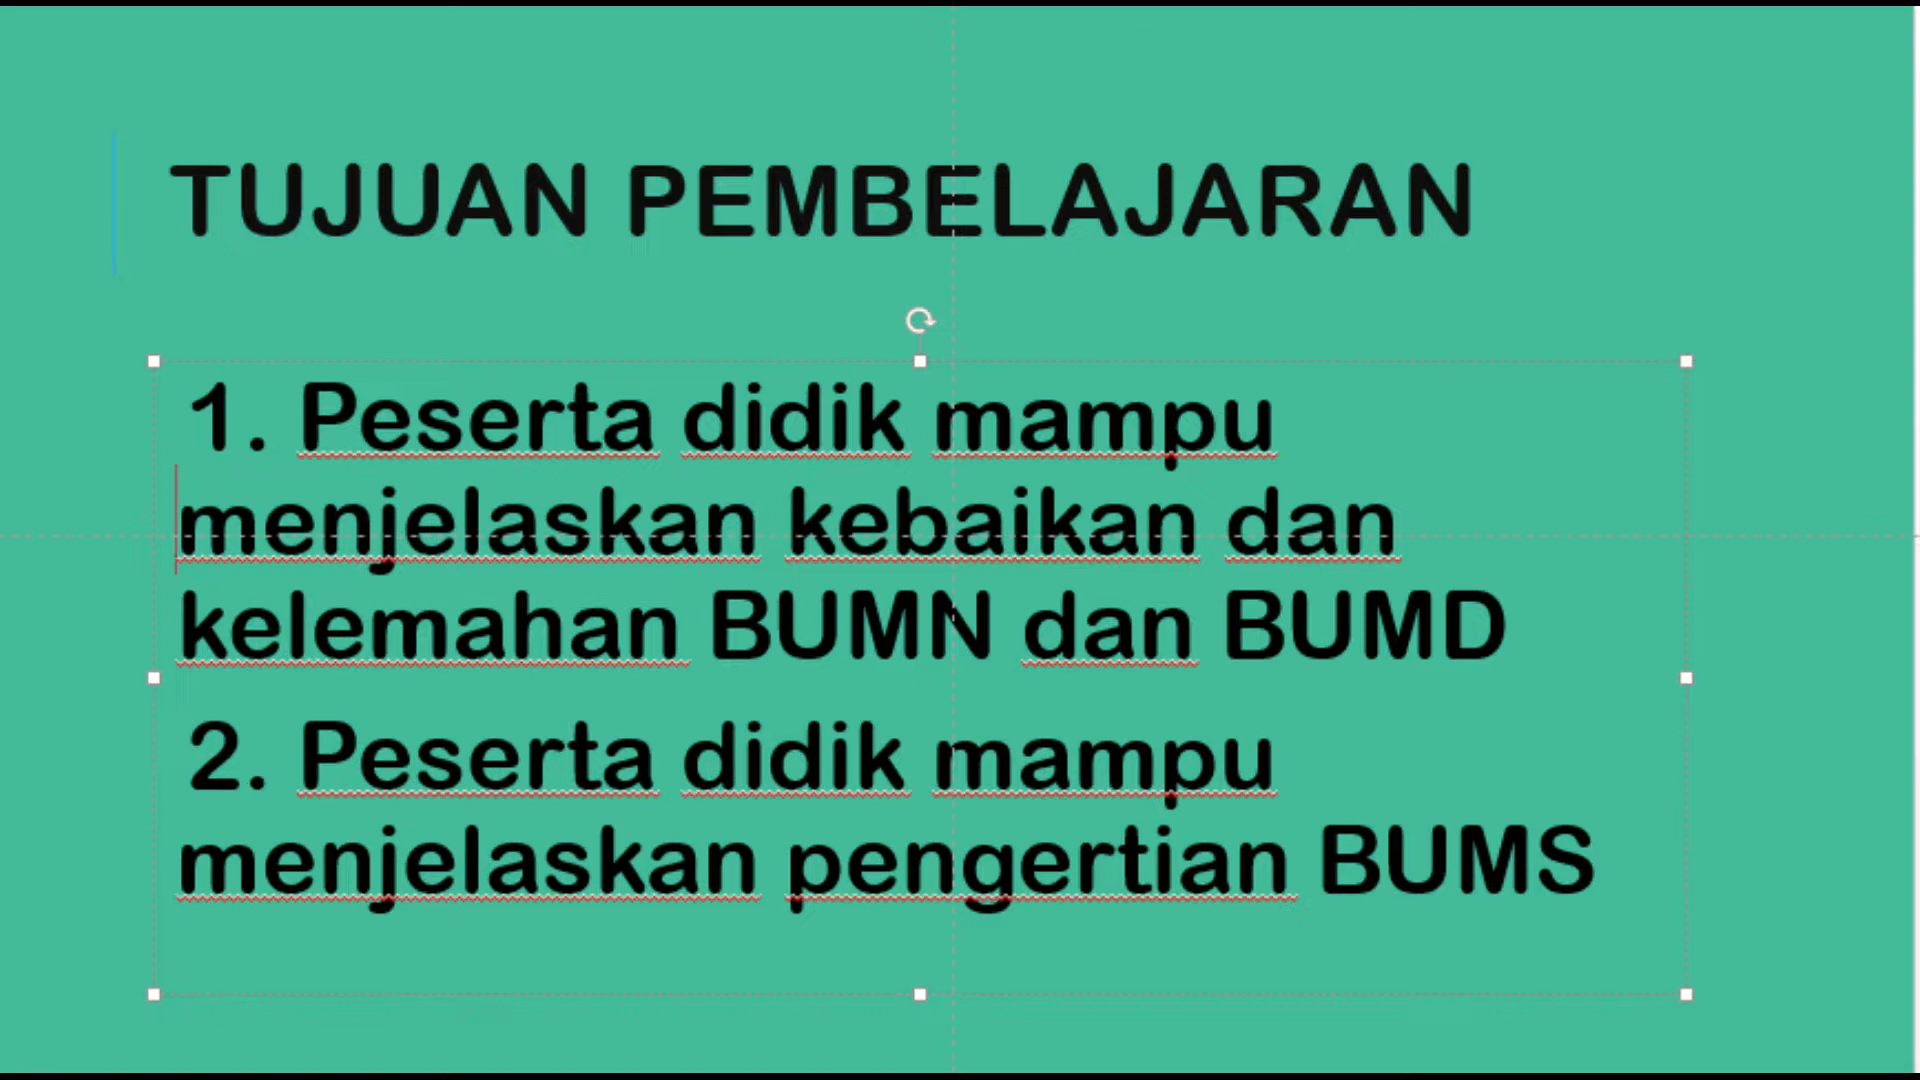 TUJUAN PEMBELAJARAN
1. Peserta didik mampu
menjelaskan kebaikan dan
kelemahan BUMN dan BUMD
2. Peserta didik mampu
menjelaskan pengertian BUMS